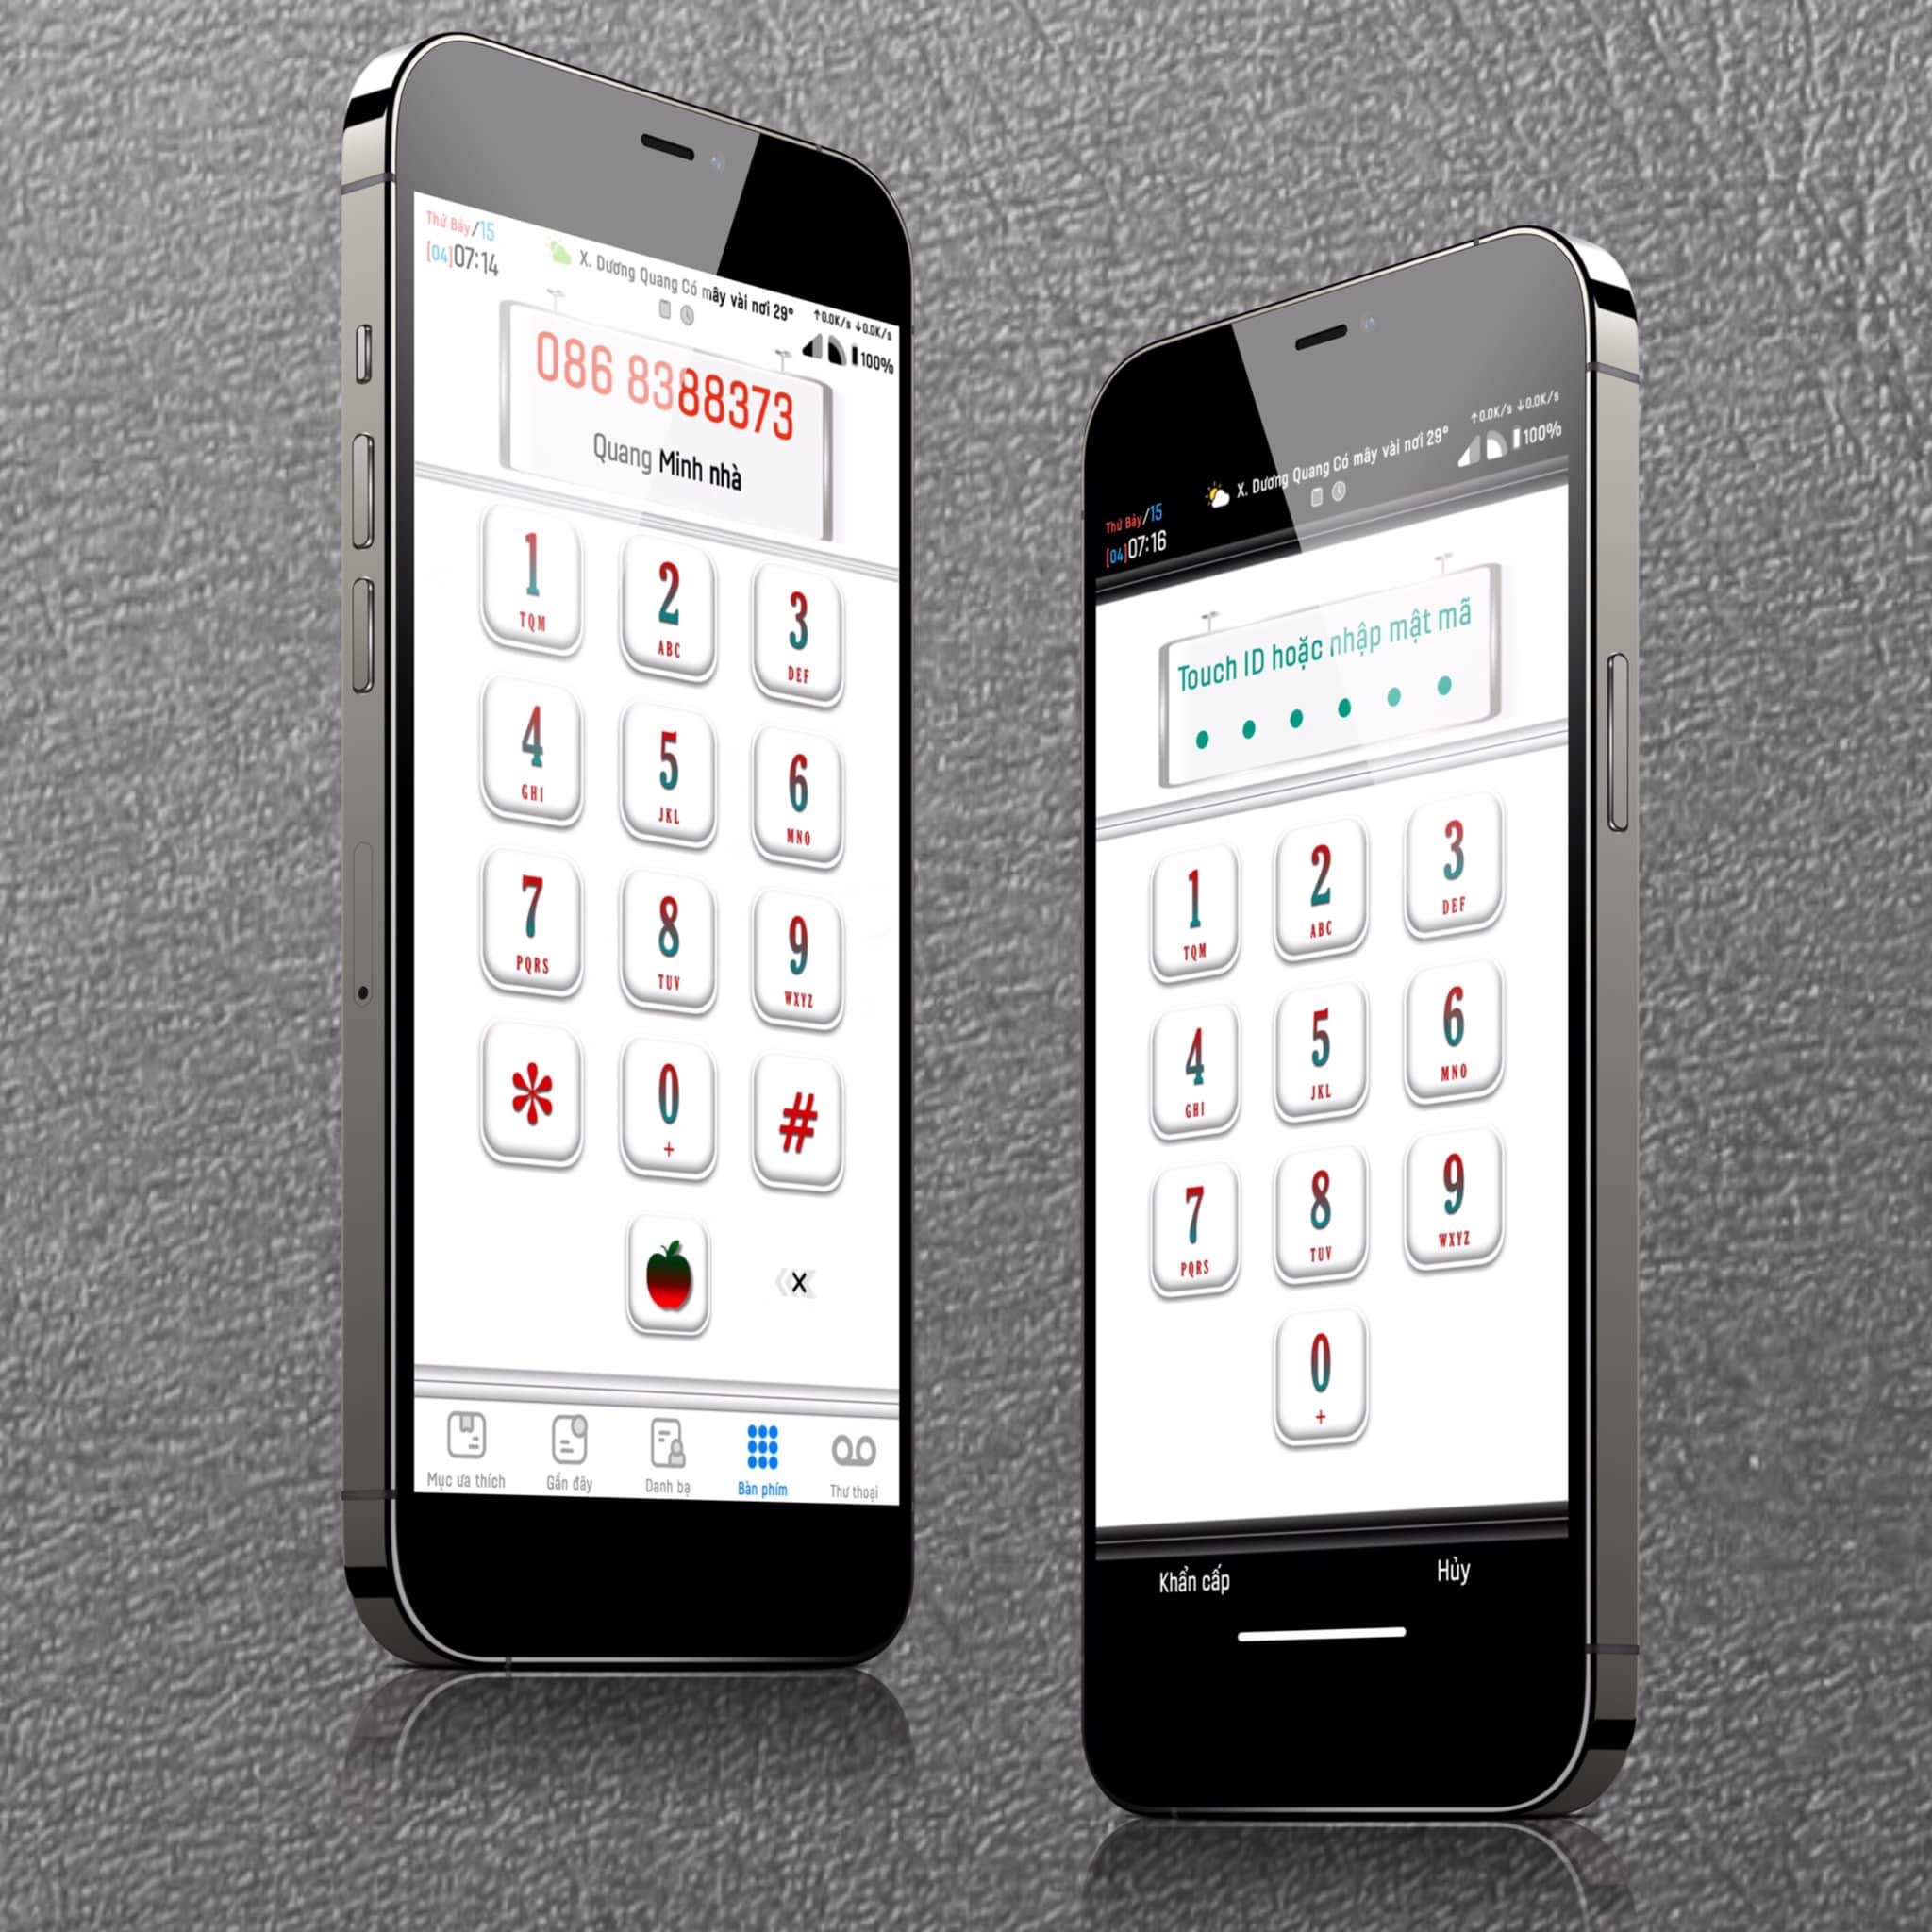 Thứ Bảy/15
[04]07:14
X. Dương Quang Có mây vài nơi 29°
↑0.0K/s ↓0.0K/s
100%
086 8388373
Quang Minh nhà
1
TQM
2
ABC
3
DEF
4
GHI
5
JKL
6
MNO
7
PQRS
8
TUV
9
WXYZ
*
0
+
#
X
Mục ưa thích
Gần đây
Danh bạ
Bàn phím
Thư thoại
↑0.0K/s ↓0.0K/s
100%
X. Dương Quang Có mây vài nơi 29°
Thứ Bảy/15
[04]07:16
Touch ID hoặc nhập mật mã
1
TQM
2
ABC
3
DEF
4
GHI
5
JKL
6
MNO
7
PQRS
8
TUV
9
WXYZ
0
+
Khẩn cấp
Hủy